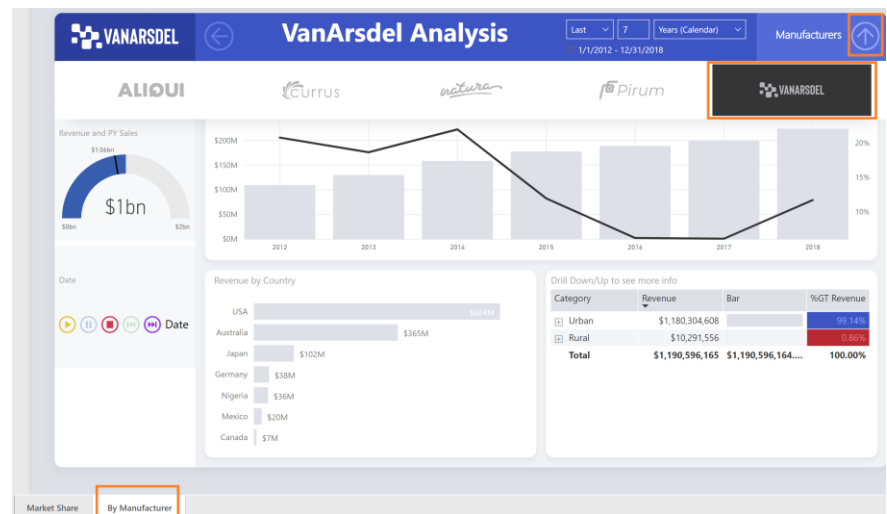 VANARSDEL
VanArsdel Analysis
Last 7 Years (Calendar)
1/1/2012 - 12/31/2018
Manufacturers
ALIQUI
Currus
natura
Pirum
VANARSDEL
Revenue and PY Sales
$1.06bn
$1bn
$0bn $2bn
$200M
$150M
$100M
$50M
$0M
20%
15%
10%
2012 2013 2014 2015 2016 2017 2018
Date
Date
Revenue by Country
USA $624M
Australia $365M
Japan $102M
Germany $38M
Nigeria $36M
Mexico $20M
Canada $7M
Drill Down/Up to see more info
Category Revenue Bar %GT Revenue
Urban $1,180,304,608 99.14%
Rural $10,291,556 0.86%
Total $1,190,596,165 $1,190,596,164.... 100.00%
Market Share By Manufacturer